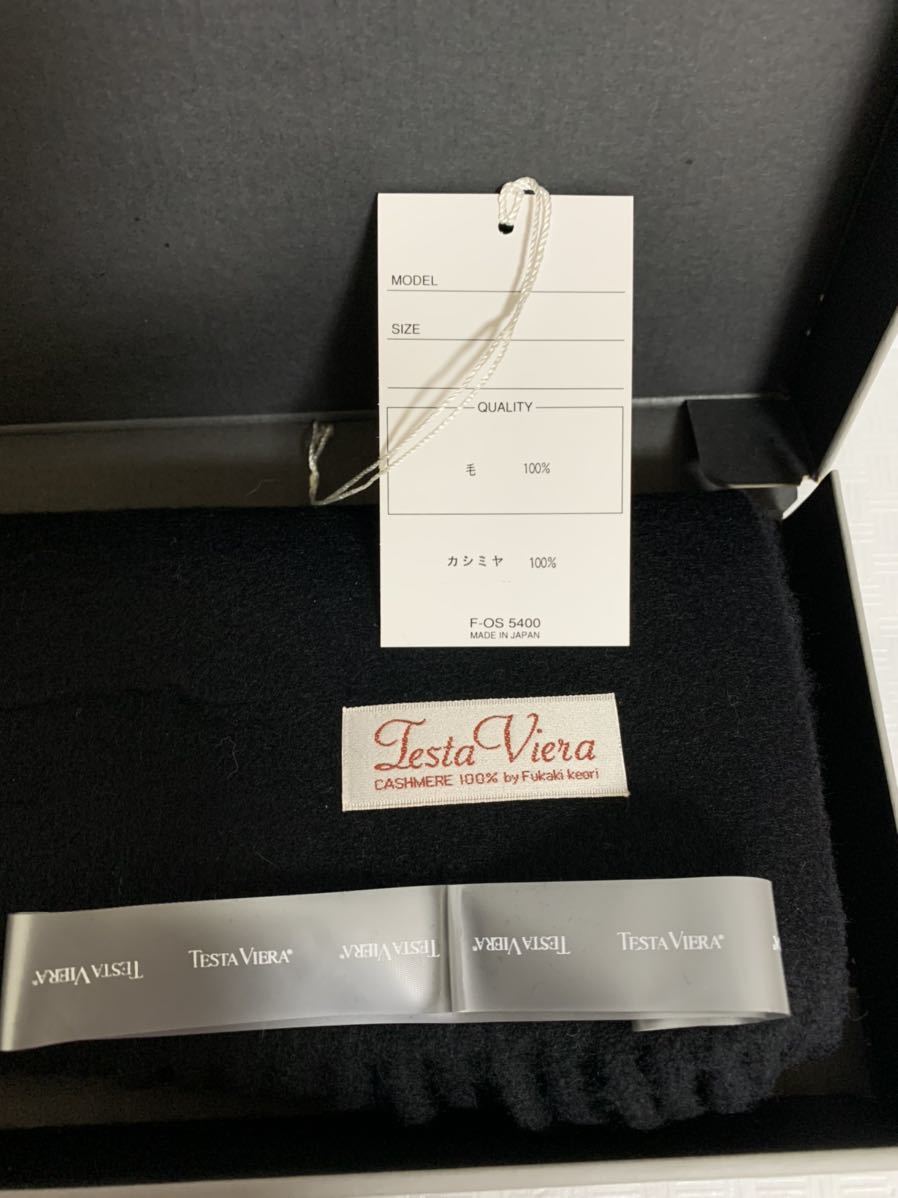 MODEL
SIZE
QUALITY
毛 100%
カシミヤ 100%
F-OS 5400
MADE IN JAPAN
Testa Viera
CASHMERE 100% by Fukaki keori
TESTA VIERA® TESTA VIERA® TESTA VIERA® TESTA VIERA® TESTA VIERA®